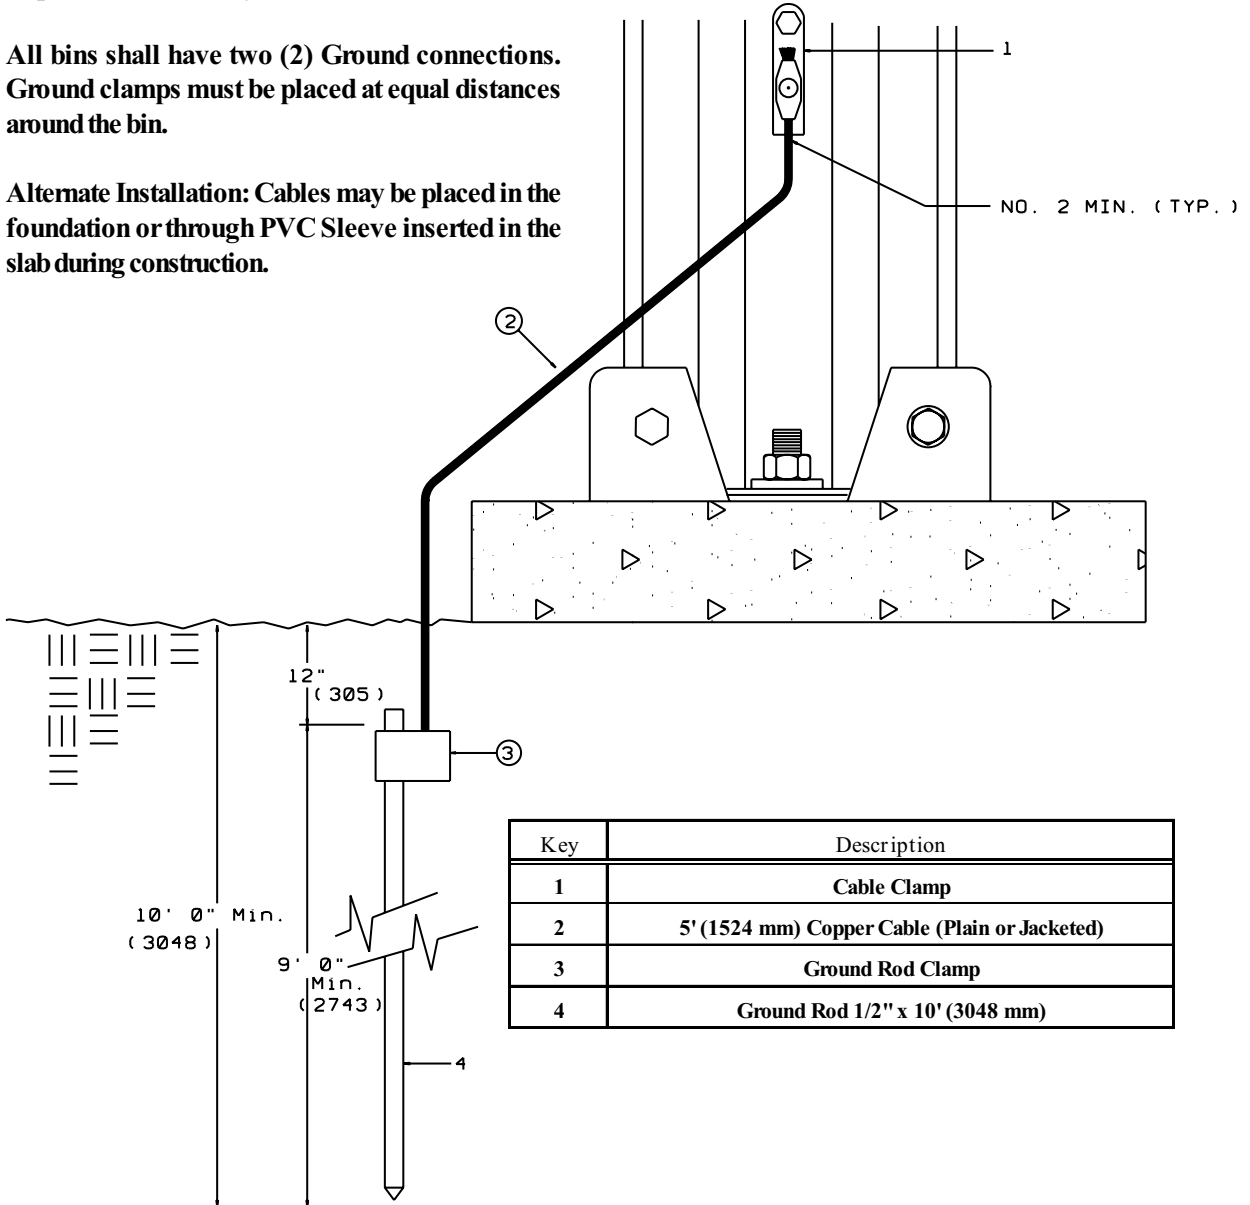 All bins shall have two (2) Ground connections.
Ground clamps must be placed at equal distances
around the bin.
Alternate Installation: Cables may be placed in the
foundation or through PVC Sleeve inserted in the
slab during construction.
1
NO. 2 MIN. (TYP.)
2
12"
(305)
3
10' 0" Min.
(3048)
9' 0"
Min.
(2743)
4
Key Description
1 Cable Clamp
2 5' (1524 mm) Copper Cable (Plain or Jacketed)
3 Ground Rod Clamp
4 Ground Rod 1/2" x 10' (3048 mm)